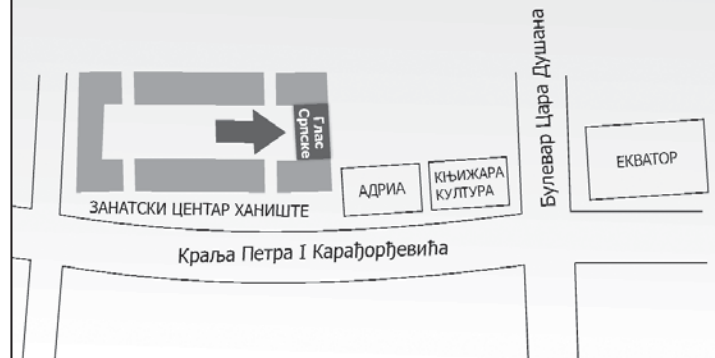 Булевар Цара Душана
Глас
Српске
ЕКВАТОР
АДРИА
КЊИЖАРА
КУЛТУРА
ЗАНАТСКИ ЦЕНТАР ХАНИШТЕ
Краља Петра I Карађорђевића